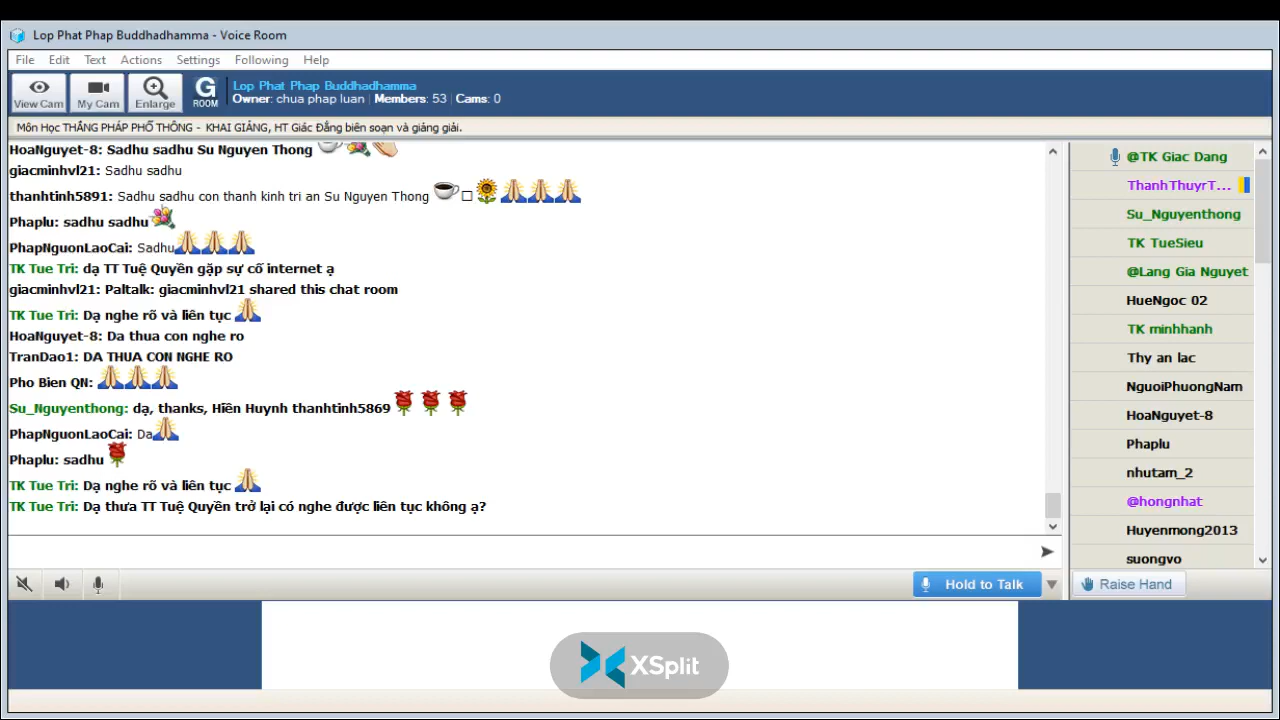 Lop Phat Phap Buddhadhamma - Voice Room
File Edit Text Actions Settings Following Help
View Cam My Cam Enlarge G ROOM
Lop Phat Phap Buddhadhamma
Owner: chua phap luan | Members: 53 | Cams: 0
Môn Học THẮNG PHÁP PHỔ THÔNG - KHAI GIẢNG, HT Giác Đẳng biên soạn và giảng giải.
HoaNguyet-8: Sadhu sadhu Su Nguyen Thong
giacminhvl21: Sadhu sadhu
thanhtinh5891: Sadhu sadhu con thanh kinh tri an Su Nguyen Thong
Phaplu: sadhu sadhu
PhapNguonLaoCai: Sadhu
TK Tue Tri: dạ TT Tuệ Quyền gặp sự cố internet ạ
giacminhvl21: Paltalk: giacminhvl21 shared this chat room
TK Tue Tri: Dạ nghe rõ và liên tục
HoaNguyet-8: Da thua con nghe ro
TranDao1: DA THUA CON NGHE RO
Pho Bien QN:
Su_Nguyenthong: dạ, thanks, Hiền Huynh thanhtinh5869
PhapNguonLaoCai: Da
Phaplu: sadhu
TK Tue Tri: Dạ nghe rõ và liên tục
TK Tue Tri: Dạ thưa TT Tuệ Quyền trở lại có nghe được liên tục không ạ?
@TK Giac Dang
ThanhThuyrT...
Su_Nguyenthong
TK TueSieu
@Lang Gia Nguyet
HueNgoc 02
TK minhhanh
Thy an lac
NguoiPhuongNam
HoaNguyet-8
Phaplu
nhutam_2
@hongnhat
Huyenmong2013
suongvo
Hold to Talk
Raise Hand
XSplit